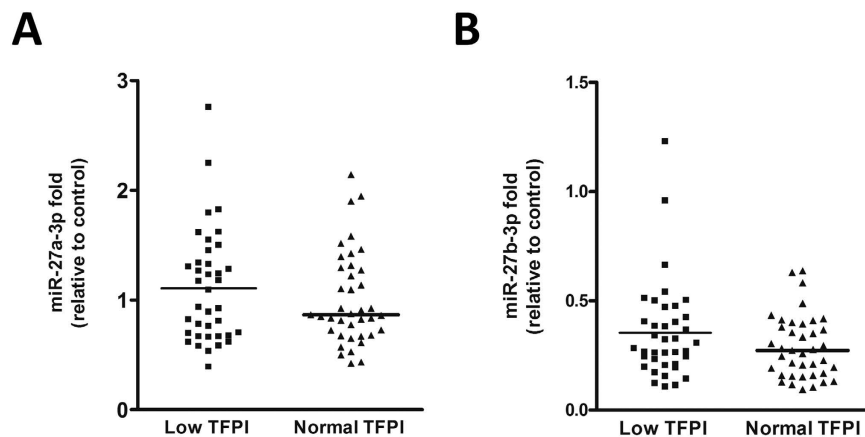 A
miR-27a-3p fold
(relative to control)
3
2
1
0
Low TFPI
Normal TFPI
B
miR-27b-3p fold
(relative to control)
1.5
1.0
0.5
0.0
Low TFPI
Normal TFPI